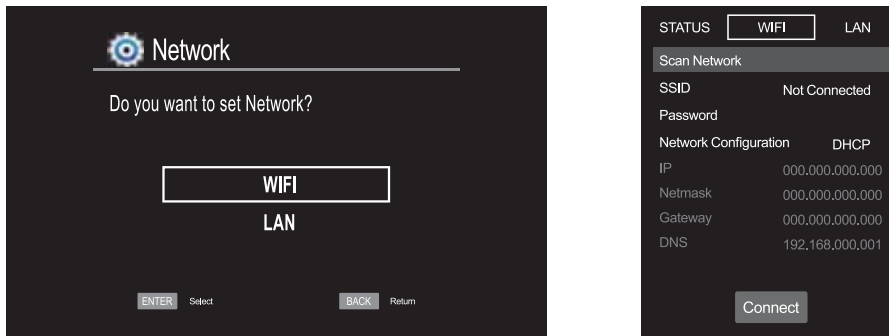 Network
Do you want to set Network?
WIFI
LAN
ENTER Select BACK Return
STATUS WIFI LAN
Scan Network
SSID Not Connected
Password
Network Configuration DHCP
IP 000.000.000.000
Netmask 000.000.000.000
Gateway 000.000.000.000
DNS 192.168.000.001
Connect